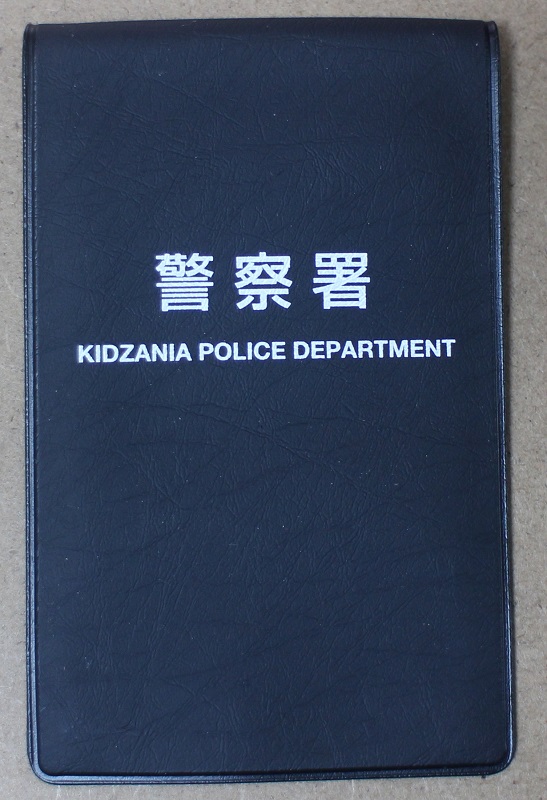 警察署
KIDZANIA POLICE DEPARTMENT